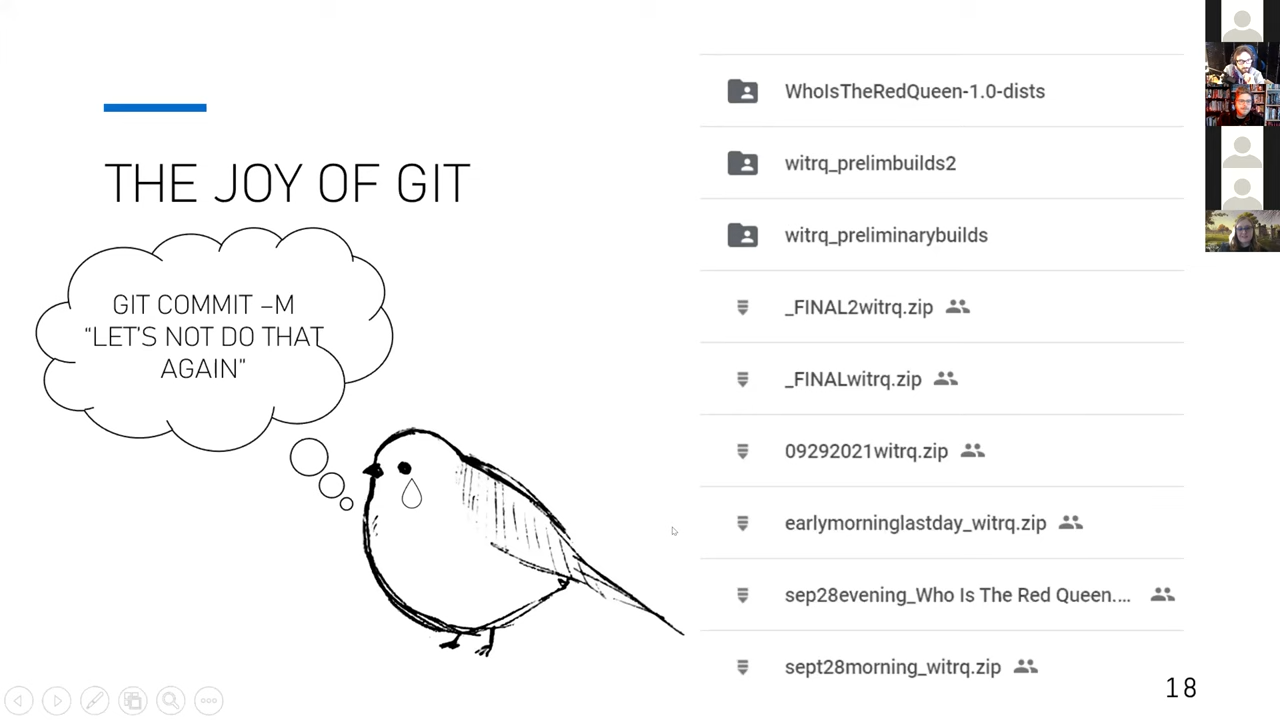 THE JOY OF GIT
GIT COMMIT –M
“LET’S NOT DO THAT
AGAIN”
WhoIsTheRedQueen-1.0-dists
witrq_prelimbuilds2
witrq_preliminarybuilds
_FINAL2witrq.zip
_FINALwitrq.zip
09292021witrq.zip
earlymorninglastday_witrq.zip
sep28evening_Who Is The Red Queen....
sept28morning_witrq.zip
18